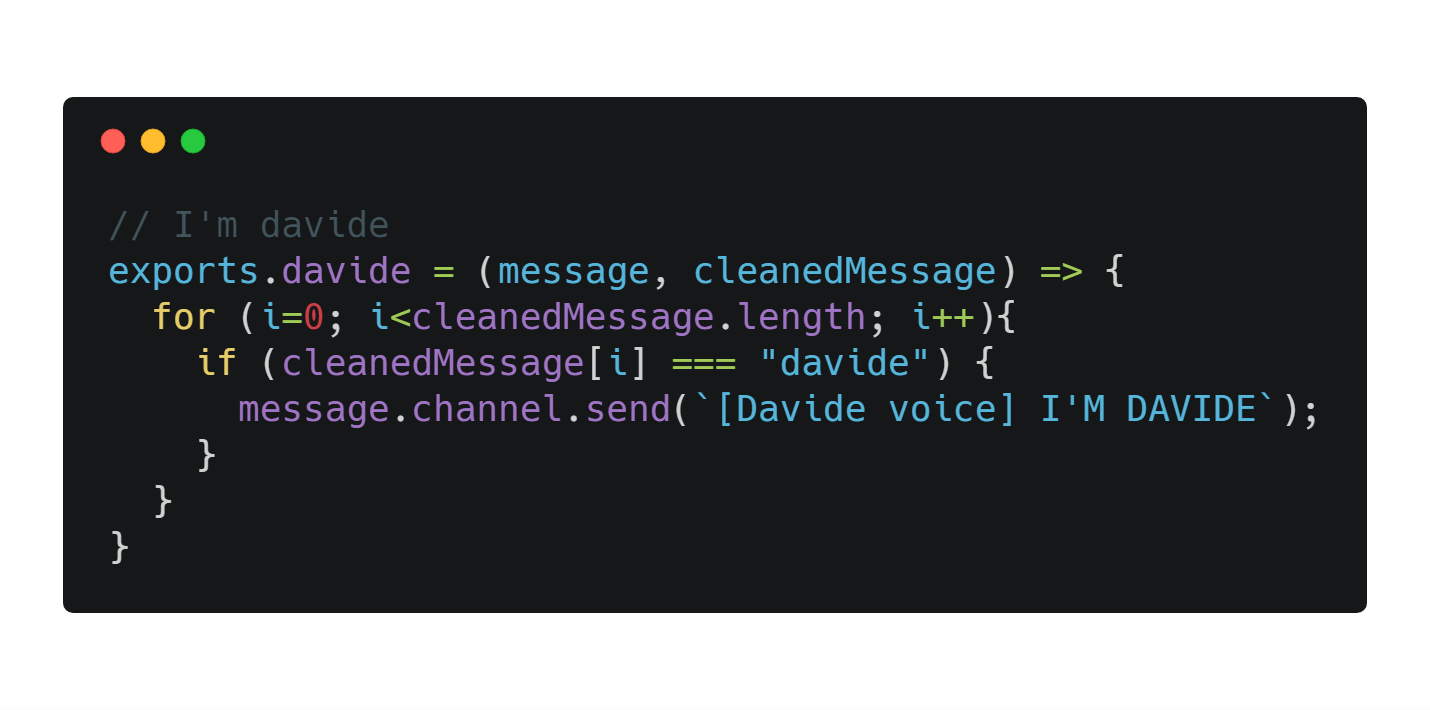 // I'm davide
exports.davide = (message, cleanedMessage) => {
  for (i=0; i<cleanedMessage.length; i++){
    if (cleanedMessage[i] === "davide") {
      message.channel.send(`[Davide voice] I'M DAVIDE`);
    }
  }
}